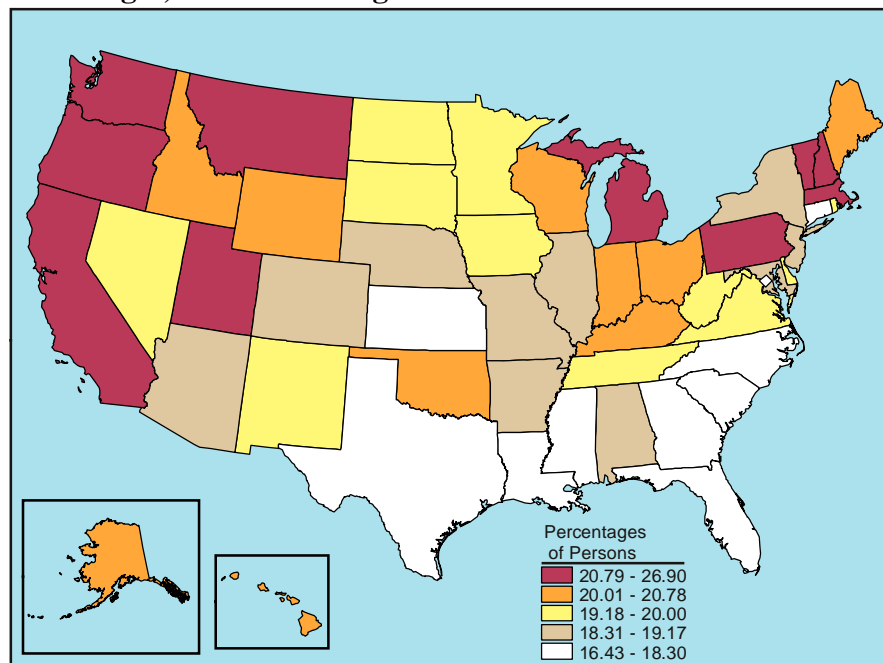 Percentages
of Persons
20.79 - 26.90
20.01 - 20.78
19.18 - 20.00
18.31 - 19.17
16.43 - 18.30